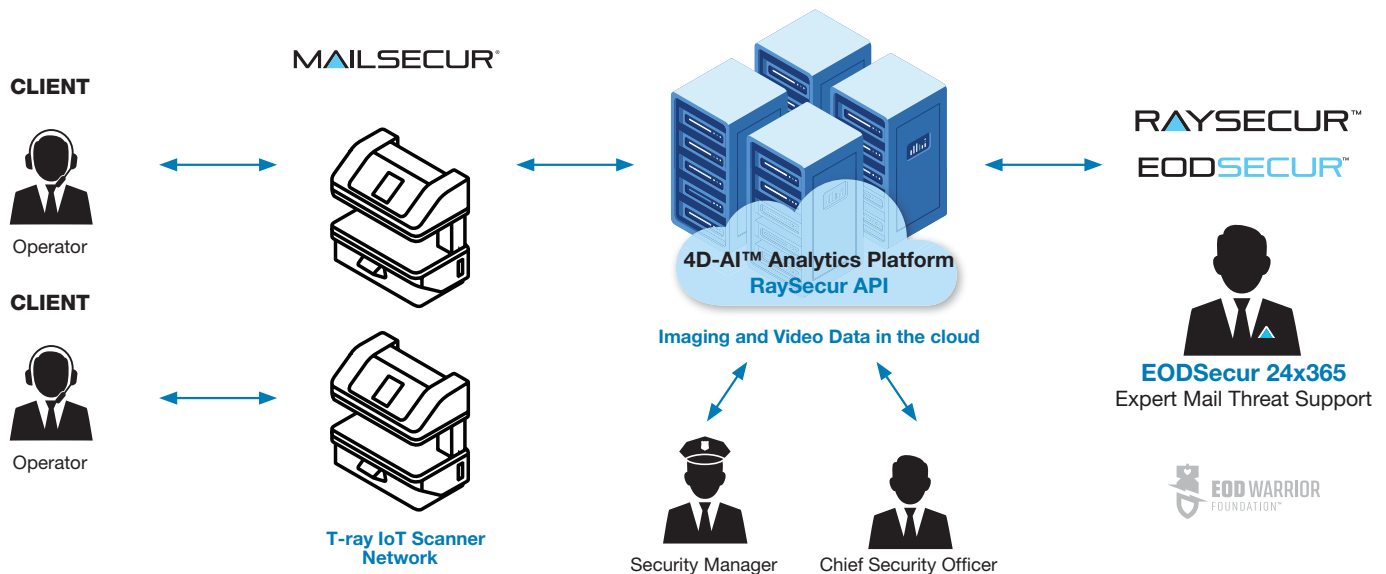 MAILSECUR®
CLIENT
Operator
CLIENT
Operator
T-ray IoT Scanner
Network
4D-AI™ Analytics Platform
RaySecur API
Imaging and Video Data in the cloud
Security Manager
Chief Security Officer
RAYSECUR™
EODSECUR™
EODSecur 24x365
Expert Mail Threat Support
EOD WARRIOR
FOUNDATION™